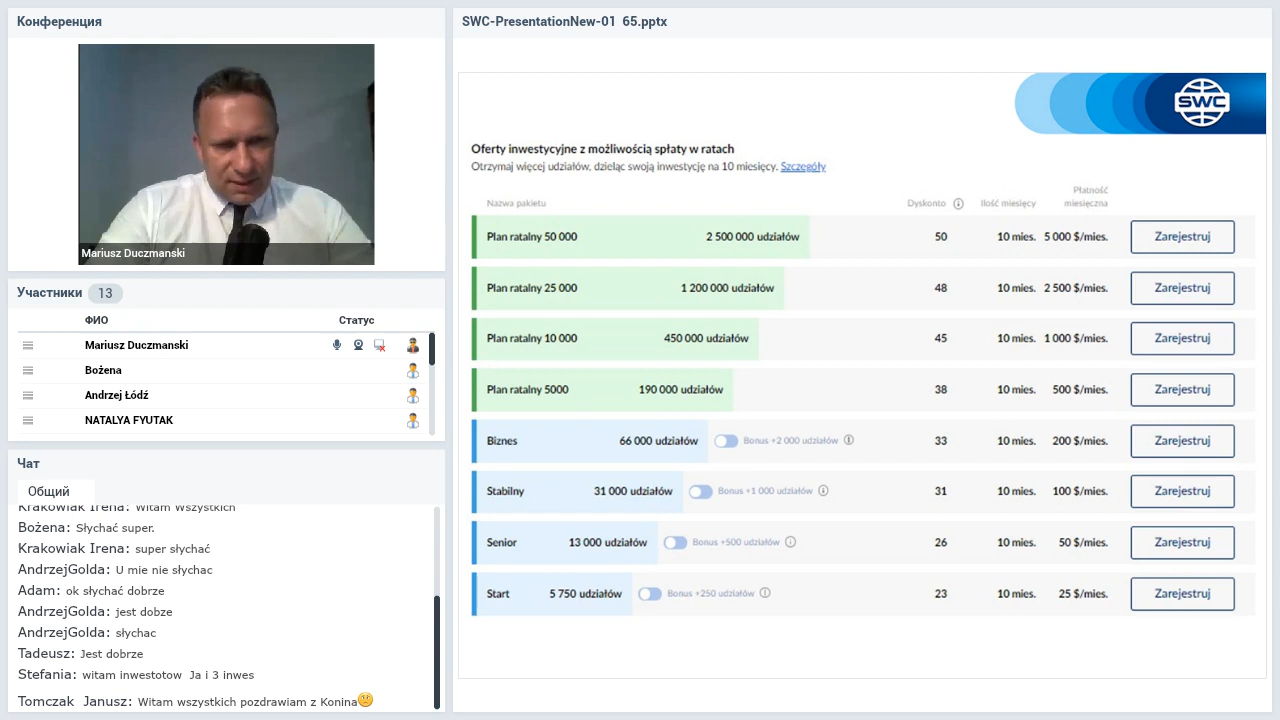 Конференция
Mariusz Duczmanski
Участники 13
ФИО Статус
Mariusz Duczmanski
Bożena
Andrzej Łódź
NATALYA FYUTAK
Чат
Общий
Krakowiak Irena: Witam Wszystkich
Bożena: Słychać super.
Krakowiak Irena: super słychać
AndrzejGolda: U mie nie słychac
Adam: ok słychać dobrze
AndrzejGolda: jest dobze
AndrzejGolda: słychac
Tadeusz: Jest dobrze
Stefania: witam inwestotow Ja i 3 inwes
Tomczak Janusz: Witam wszystkich pozdrawiam z Konina
SWC-PresentationNew-01 65.pptx
SWC
Oferty inwestycyjne z możliwością spłaty w ratach
Otrzymaj więcej udziałów, dzieląc swoją inwestycję na 10 miesięcy. Szczegóły
Nazwa pakietu Dyskonto Ilość miesięcy Płatność miesięczna
Plan ratalny 50 000 2 500 000 udziałów 50 10 mies. 5 000 $/mies. Zarejestruj
Plan ratalny 25 000 1 200 000 udziałów 48 10 mies. 2 500 $/mies. Zarejestruj
Plan ratalny 10 000 450 000 udziałów 45 10 mies. 1 000 $/mies. Zarejestruj
Plan ratalny 5000 190 000 udziałów 38 10 mies. 500 $/mies. Zarejestruj
Biznes 66 000 udziałów Bonus +2 000 udziałów 33 10 mies. 200 $/mies. Zarejestruj
Stabilny 31 000 udziałów Bonus +1 000 udziałów 31 10 mies. 100 $/mies. Zarejestruj
Senior 13 000 udziałów Bonus +500 udziałów 26 10 mies. 50 $/mies. Zarejestruj
Start 5 750 udziałów Bonus +250 udziałów 23 10 mies. 25 $/mies. Zarejestruj